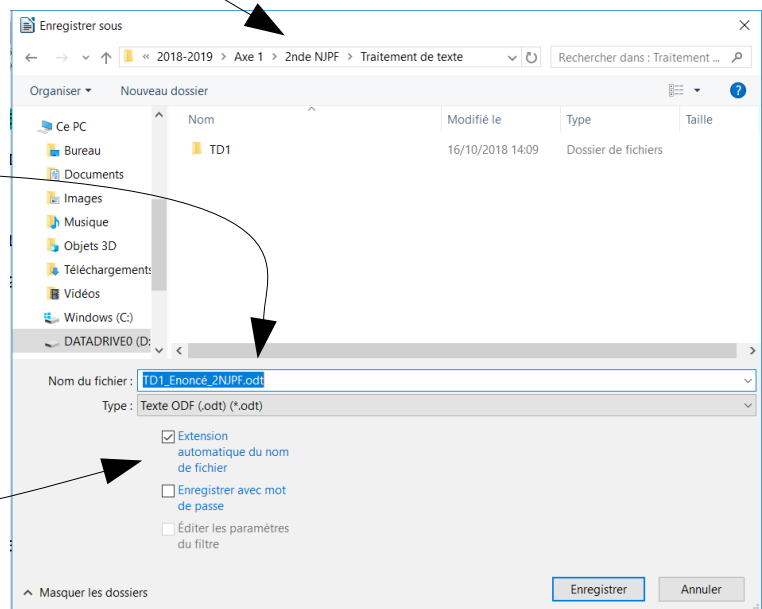 Enregistrer sous
« 2018-2019 > Axe 1 > 2nde NJPF > Traitement de texte
Rechercher dans : Traitement ...
Organiser
Nouveau dossier
?
Nom
Modifié le
Type
Taille
Ce PC
Bureau
Documents
Images
Musique
Objets 3D
Téléchargements
Vidéos
Windows (C:)
DATADRIVE0 (D:
TD1
16/10/2018 14:09
Dossier de fichiers
Nom du fichier :
TD1_Enoncé_2NJPF.odt
Type :
Texte ODF (.odt) (*.odt)
Extension
automatique du nom
de fichier
Enregistrer avec mot
de passe
Éditer les paramètres
du filtre
Masquer les dossiers
Enregistrer
Annuler